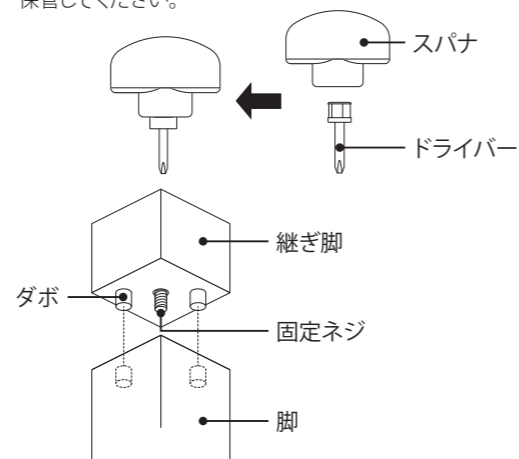 保管してください。
スパナ
ドライバー
継ぎ脚
ダボ
固定ネジ
脚